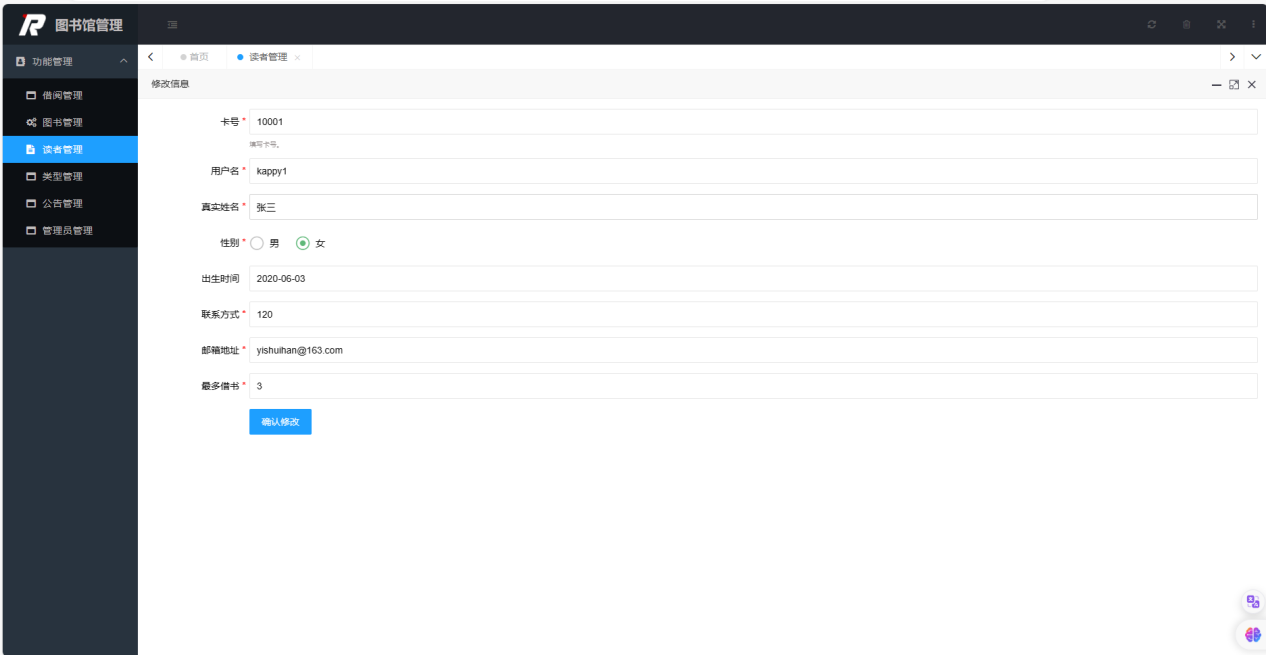 图书馆管理
功能管理
借阅管理
图书管理
读者管理
类型管理
公告管理
管理员管理
首页 读者管理
修改信息
卡号* 10001
填写卡号。
用户名* kappy1
真实姓名* 张三
性别* 男 女
出生时间 2020-06-03
联系方式* 120
邮箱地址* yishuihan@163.com
最多借书* 3
确认修改